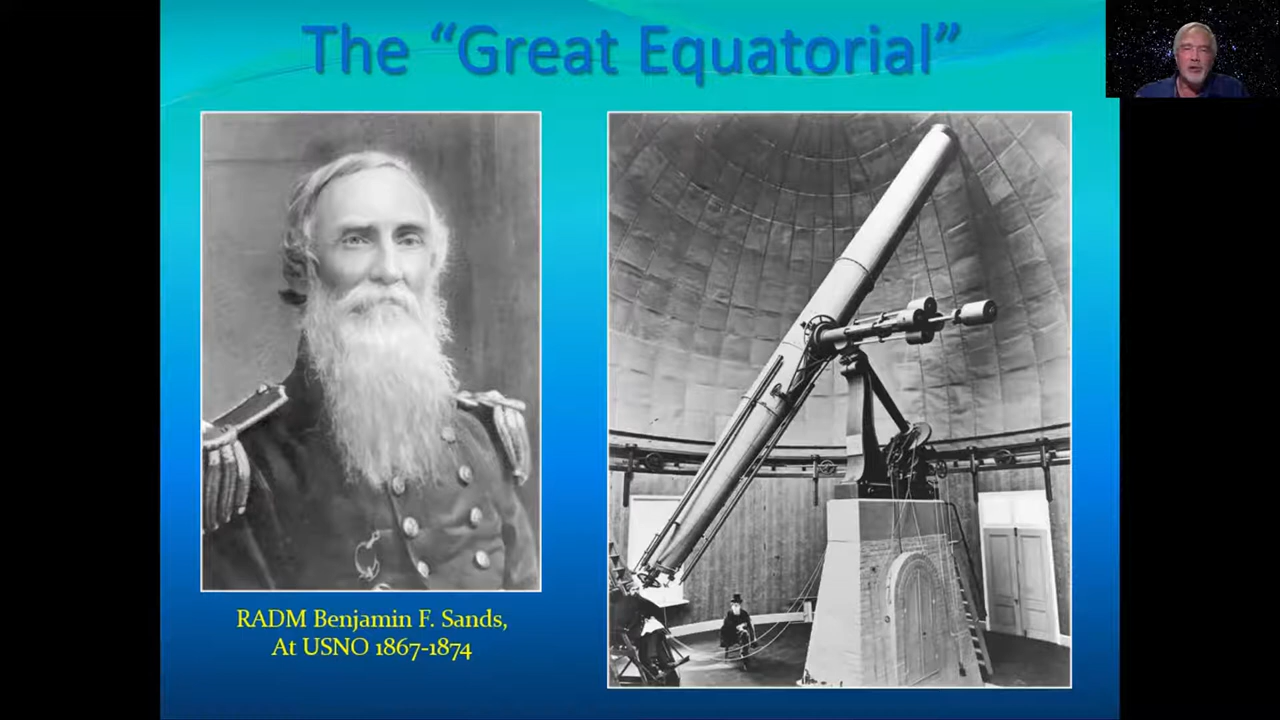 The “Great Equatorial”
RADM Benjamin F. Sands,
At USNO 1867-1874